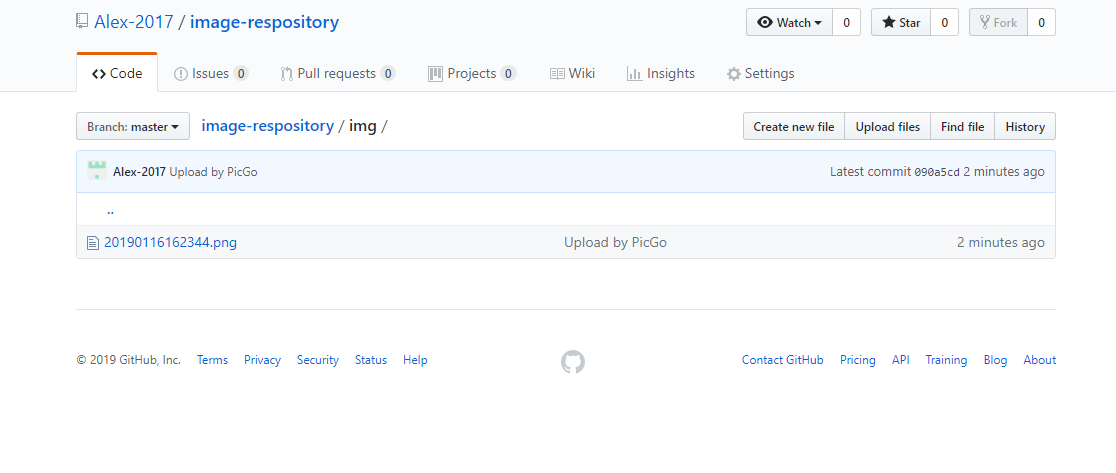 Alex-2017 / image-respository Watch 0 Star 0 Fork 0
Code Issues 0 Pull requests 0 Projects 0 Wiki Insights Settings
Branch: master image-respository / img / Create new file Upload files Find file History
Alex-2017 Upload by PicGo Latest commit 090a5cd 2 minutes ago
..
20190116162344.png Upload by PicGo 2 minutes ago
© 2019 GitHub, Inc. Terms Privacy Security Status Help Contact GitHub Pricing API Training Blog About